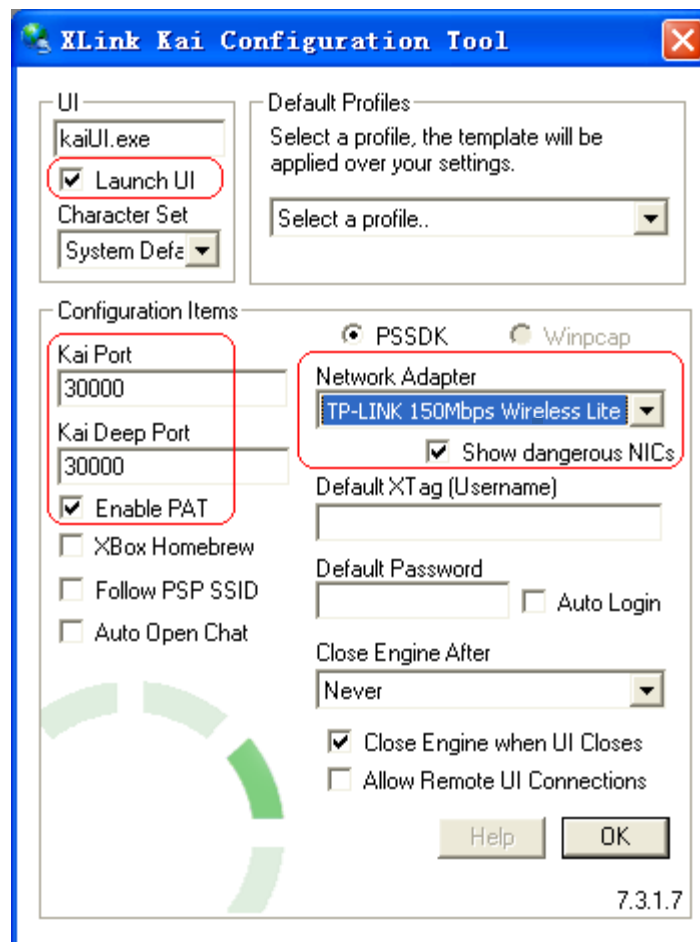 XLink Kai Configuration Tool
UI
kaiUI.exe
Launch UI
Character Set
System Defa
Default Profiles
Select a profile, the template will be
applied over your settings.
Select a profile..
Configuration Items
Kai Port
30000
Kai Deep Port
30000
Enable PAT
XBox Homebrew
Follow PSP SSID
Auto Open Chat
PSSDK
Winpcap
Network Adapter
TP-LINK 150Mbps Wireless Lite
Show dangerous NICs
Default XTag (Username)
Default Password
Auto Login
Close Engine After
Never
Close Engine when UI Closes
Allow Remote UI Connections
Help
OK
7.3.1.7